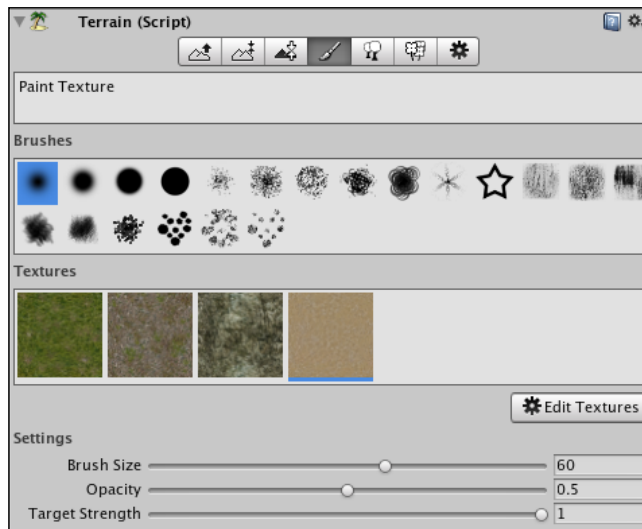 Terrain (Script)
Paint Texture
Brushes
Textures
Edit Textures
Settings
Brush Size 60
Opacity 0.5
Target Strength 1